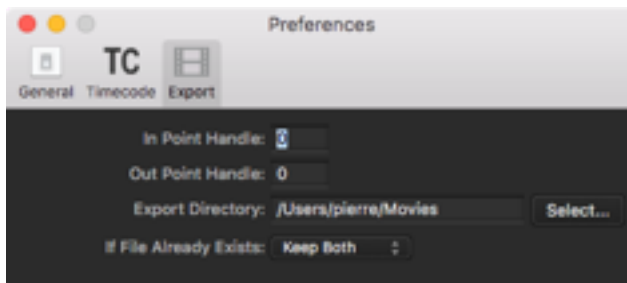 Preferences
TC
General Timecode Export
In Point Handle: 0
Out Point Handle: 0
Export Directory: /Users/pierre/Movies Select...
If File Already Exists: Keep Both